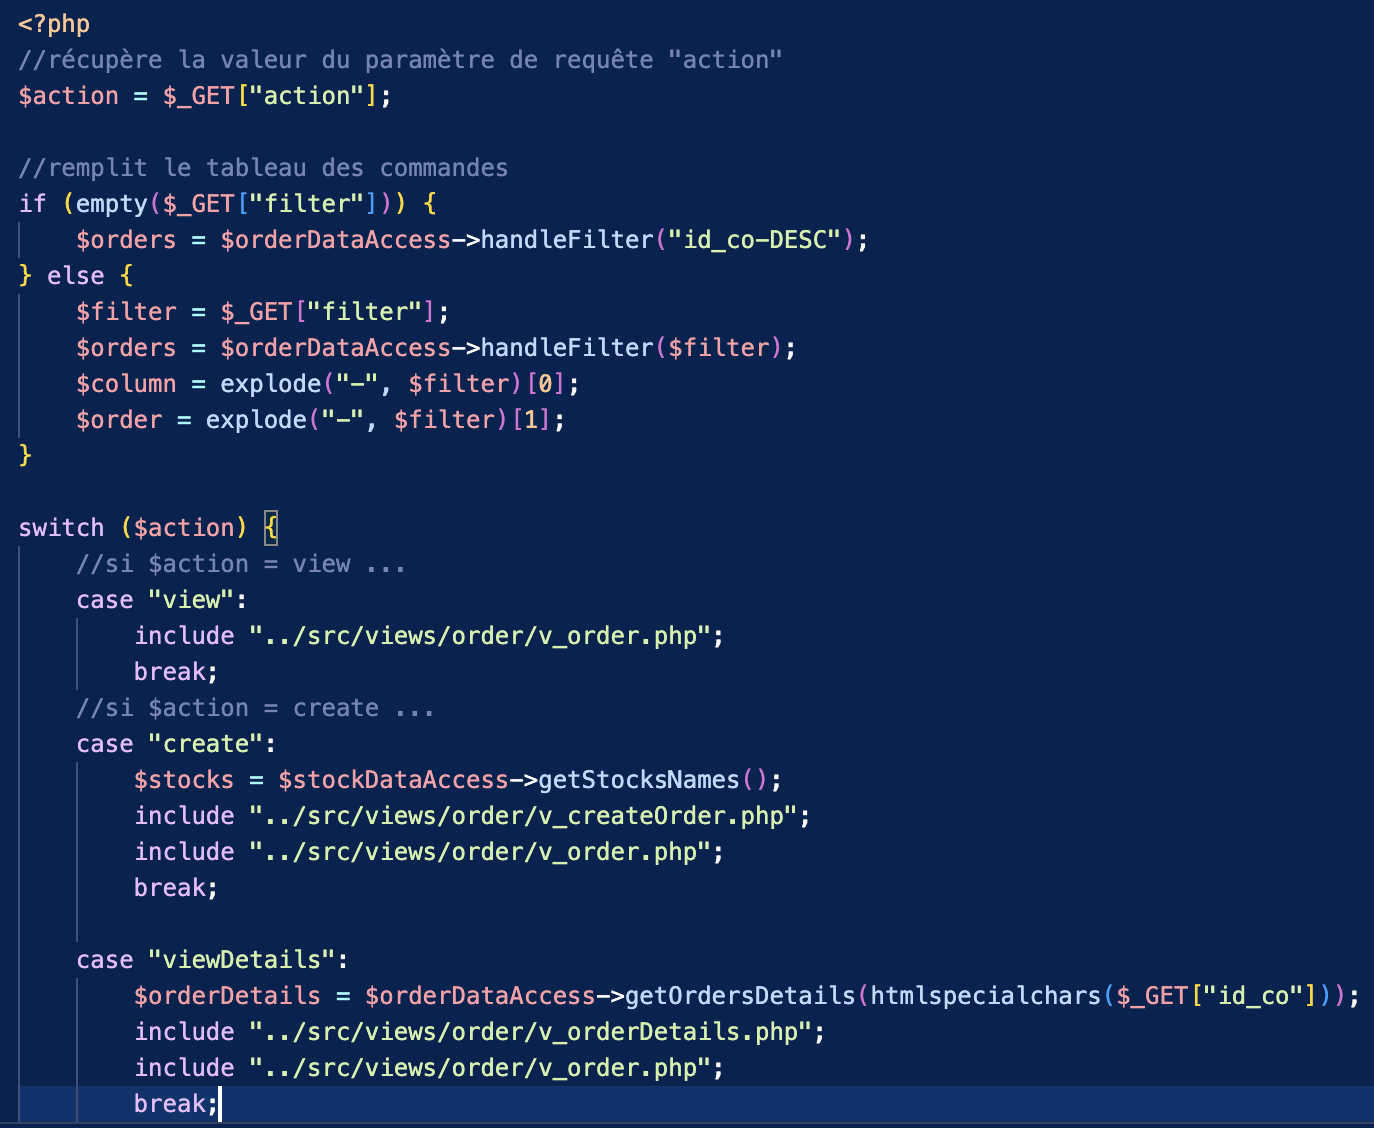 <?php
//récupère la valeur du paramètre de requête "action"
$action = $_GET["action"];
//remplit le tableau des commandes
if (empty($_GET["filter"])) {
    $orders = $orderDataAccess->handleFilter("id_co-DESC");
} else {
    $filter = $_GET["filter"];
    $orders = $orderDataAccess->handleFilter($filter);
    $column = explode("-", $filter)[0];
    $order = explode("-", $filter)[1];
}
switch ($action) {
    //si $action = view ...
    case "view":
        include "../src/views/order/v_order.php";
        break;
    //si $action = create ...
    case "create":
        $stocks = $stockDataAccess->getStocksNames();
        include "../src/views/order/v_createOrder.php";
        include "../src/views/order/v_order.php";
        break;
    case "viewDetails":
        $orderDetails = $orderDataAccess->getOrdersDetails(htmlspecialchars($_GET["id_co"]));
        include "../src/views/order/v_orderDetails.php";
        include "../src/views/order/v_order.php";
        break;